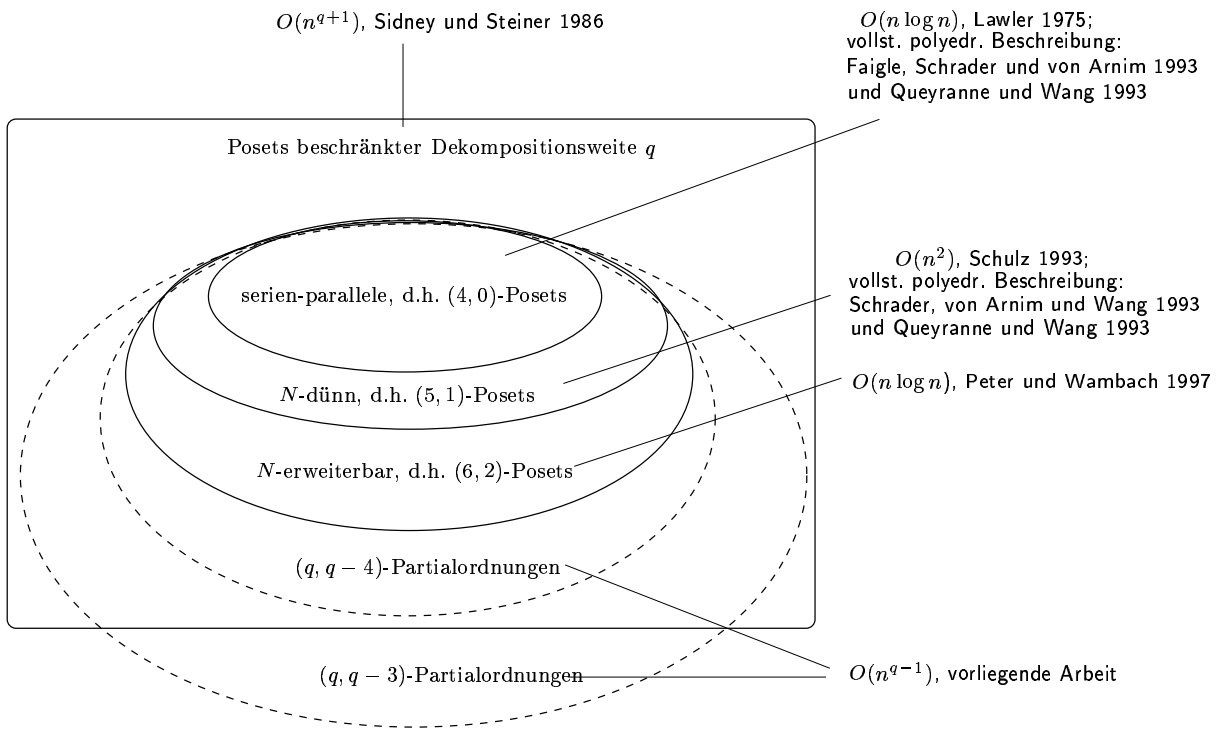 O(n^{q+1}), Sidney und Steiner 1986
O(n log n), Lawler 1975;
vollst. polyedr. Beschreibung:
Faigle, Schrader und von Arnim 1993
und Queyranne und Wang 1993
Posets beschränkter Dekompositionsweite q
O(n^2), Schulz 1993;
vollst. polyedr. Beschreibung:
Schrader, von Arnim und Wang 1993
und Queyranne und Wang 1993
serien-parallele, d.h. (4, 0)-Posets
O(n log n), Peter und Wambach 1997
N-dünn, d.h. (5, 1)-Posets
N-erweiterbar, d.h. (6, 2)-Posets
(q, q − 4)-Partialordnungen
(q, q − 3)-Partialordnungen
O(n^{q−1}), vorliegende Arbeit